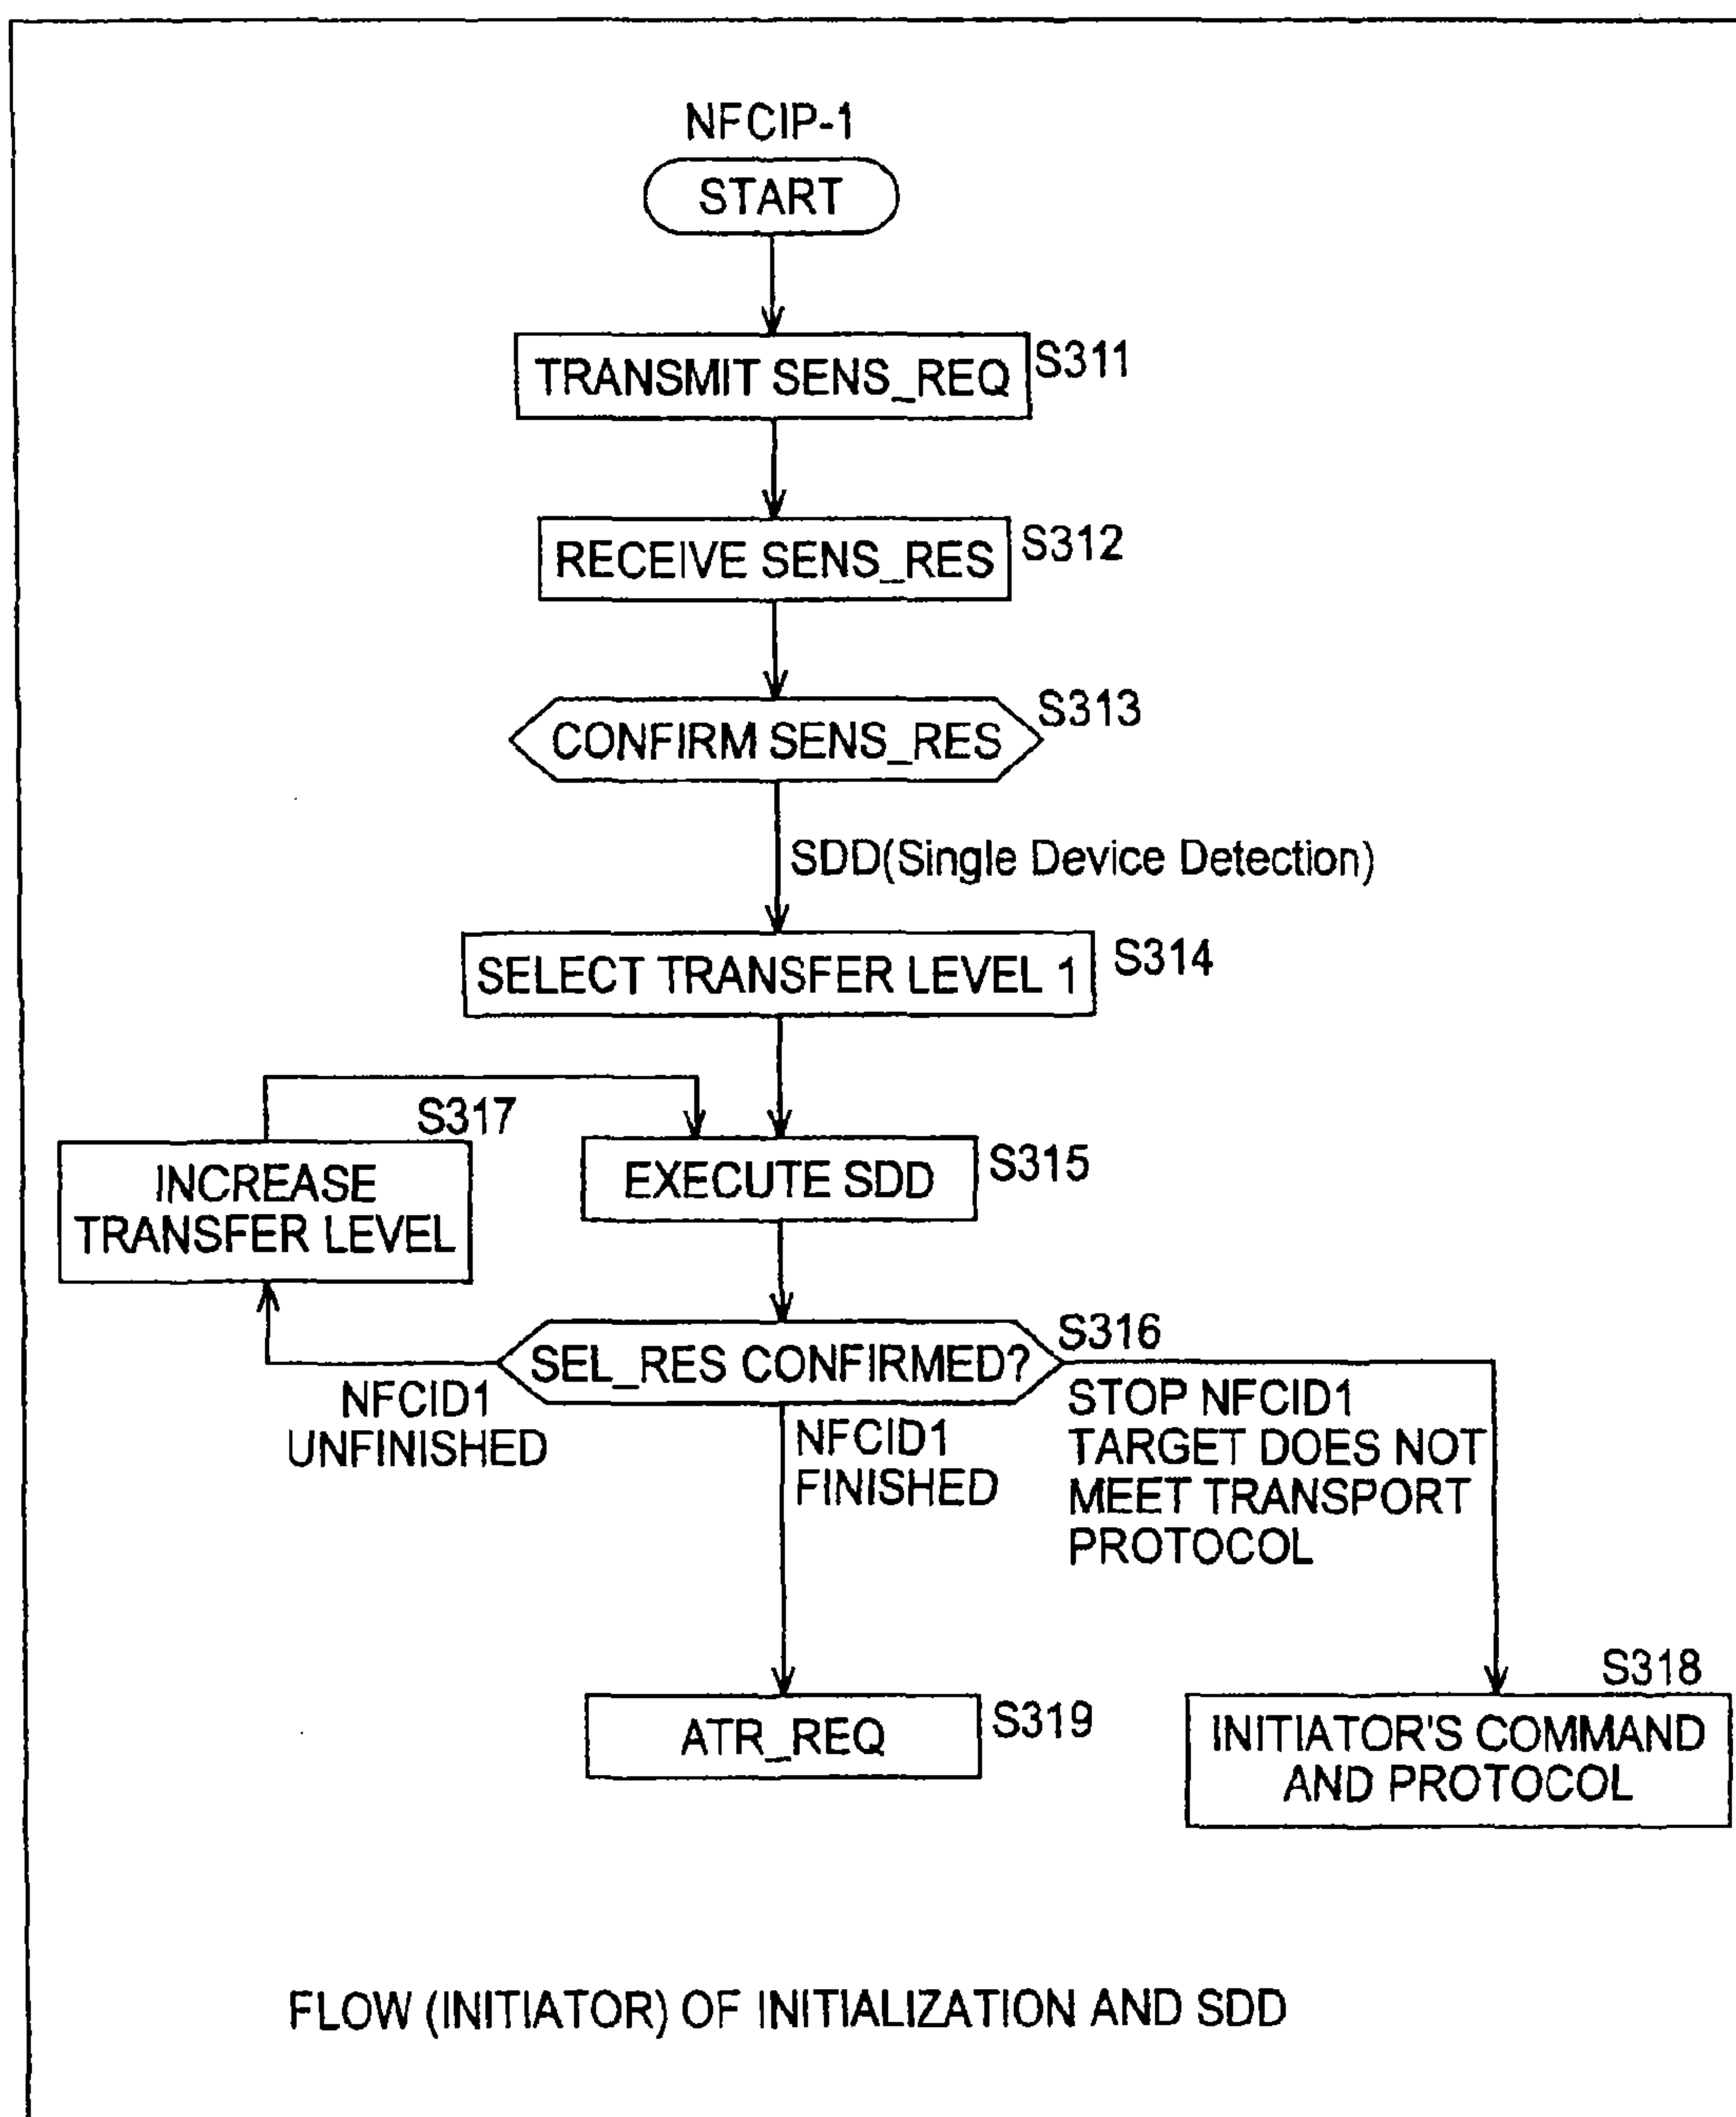 NFCIP-1
START
TRANSMIT SENS_REQ
S311
RECEIVE SENS_RES
S312
CONFIRM SENS_RES
S313
SDD(Single Device Detection)
SELECT TRANSFER LEVEL 1
S314
S317
INCREASE
TRANSFER LEVEL
EXECUTE SDD
S315
SEL_RES CONFIRMED?
S316
NFCID1
UNFINISHED
NFCID1
FINISHED
STOP NFCID1
TARGET DOES NOT
MEET TRANSPORT
PROTOCOL
ATR_REQ
S319
S318
INITIATOR'S COMMAND
AND PROTOCOL
FLOW (INITIATOR) OF INITIALIZATION AND SDD